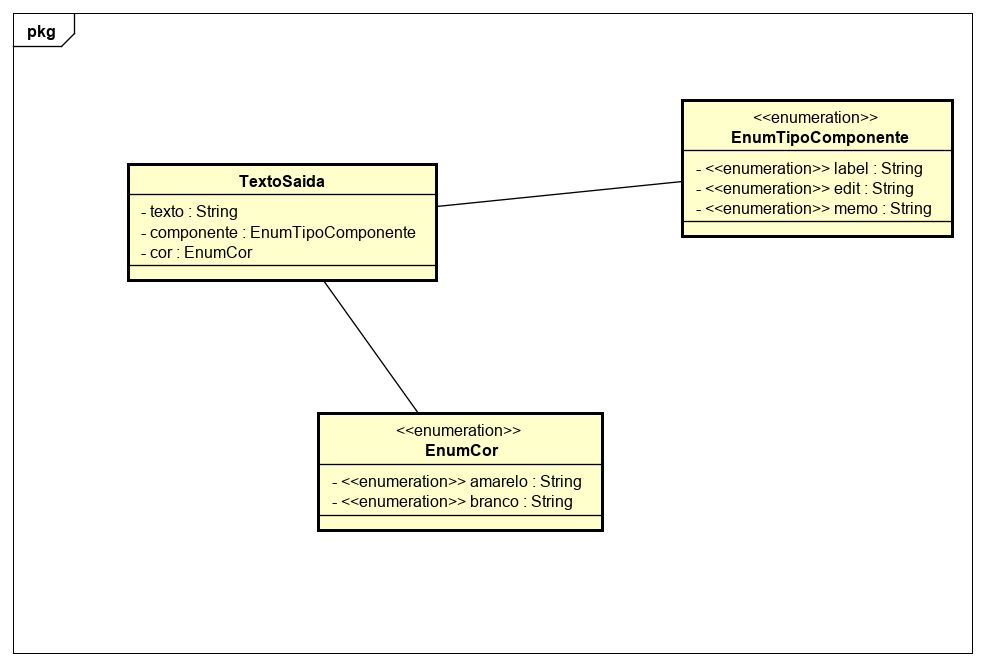 pkg
<<enumeration>>
EnumTipoComponente
- <<enumeration>> label : String
- <<enumeration>> edit : String
- <<enumeration>> memo : String
TextoSaida
- texto : String
- componente : EnumTipoComponente
- cor : EnumCor
<<enumeration>>
EnumCor
- <<enumeration>> amarelo : String
- <<enumeration>> branco : String